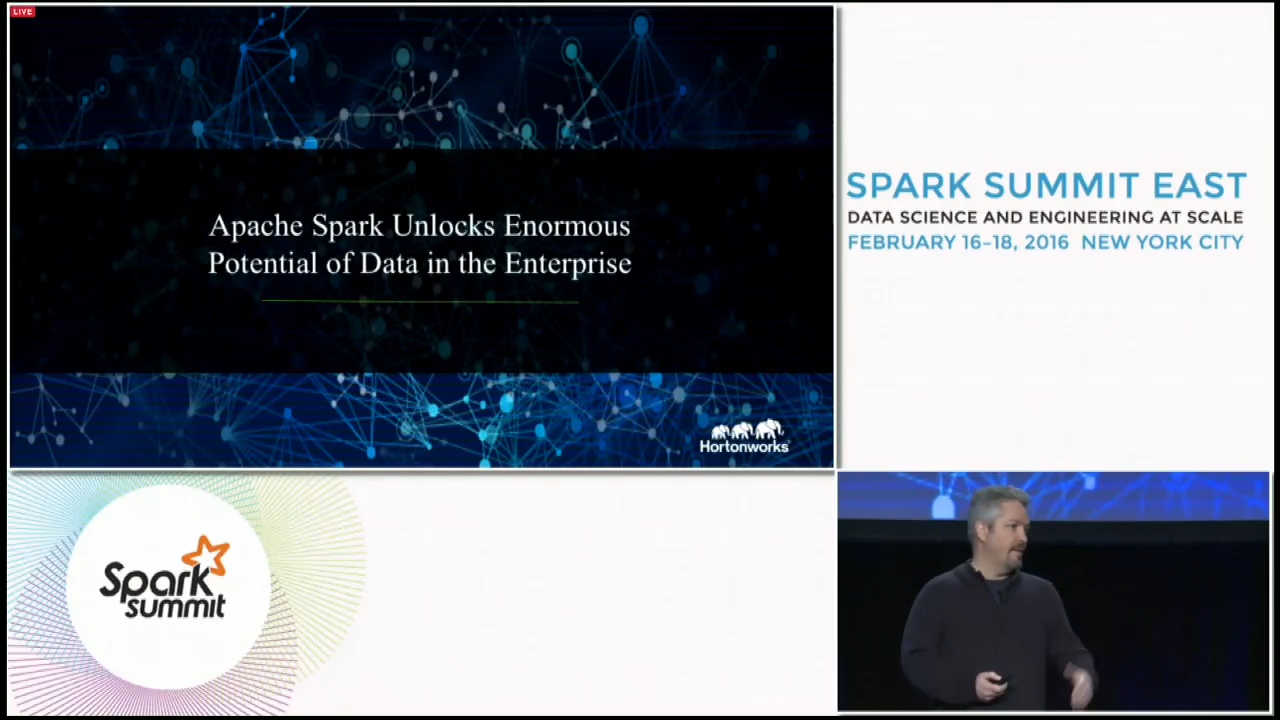 LIVE
Apache Spark Unlocks Enormous
Potential of Data in the Enterprise
Hortonworks
SPARK SUMMIT EAST
DATA SCIENCE AND ENGINEERING AT SCALE
FEBRUARY 16-18, 2016 NEW YORK CITY
Spark
summit